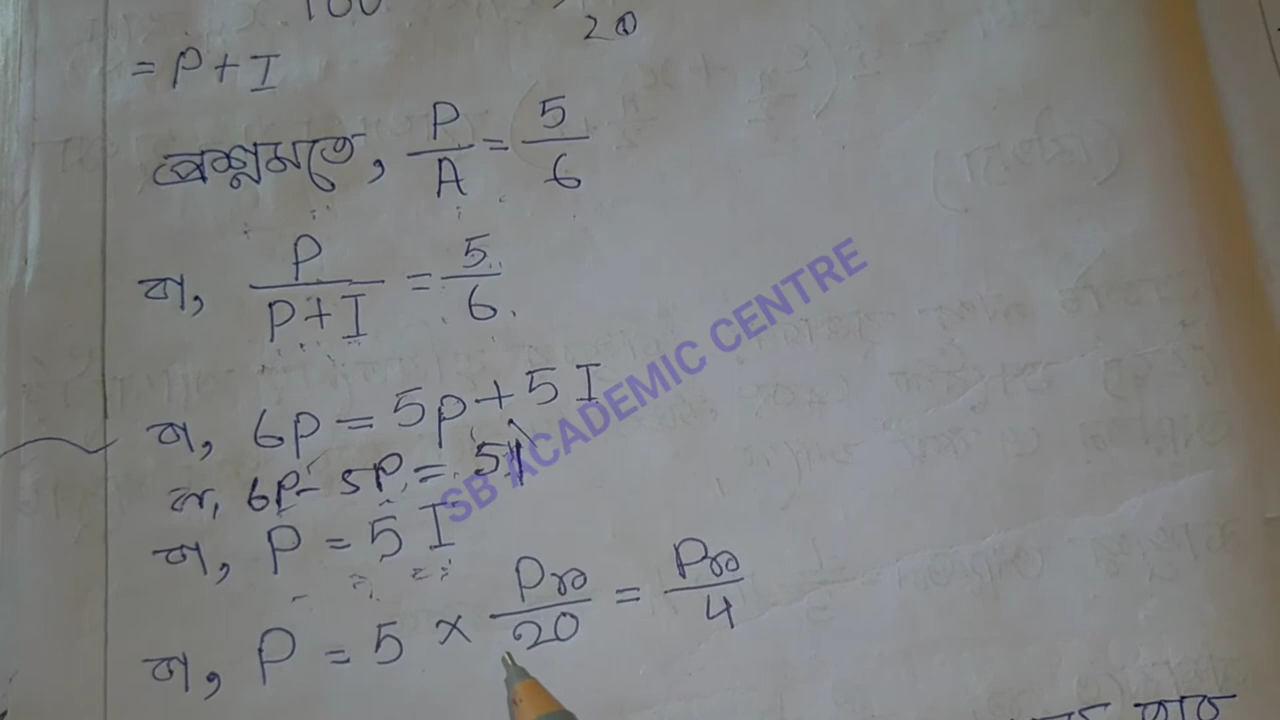 100
20
= P + I
প্রশ্নমতে, P/A = 5/6
বা, P/(P+I) = 5/6
বা, 6P = 5P + 5I
বা, 6P - 5P = 5I
বা, P = 5I
বা, P = 5 × Pr/20 = Pr/4
SB ACADEMIC CENTRE